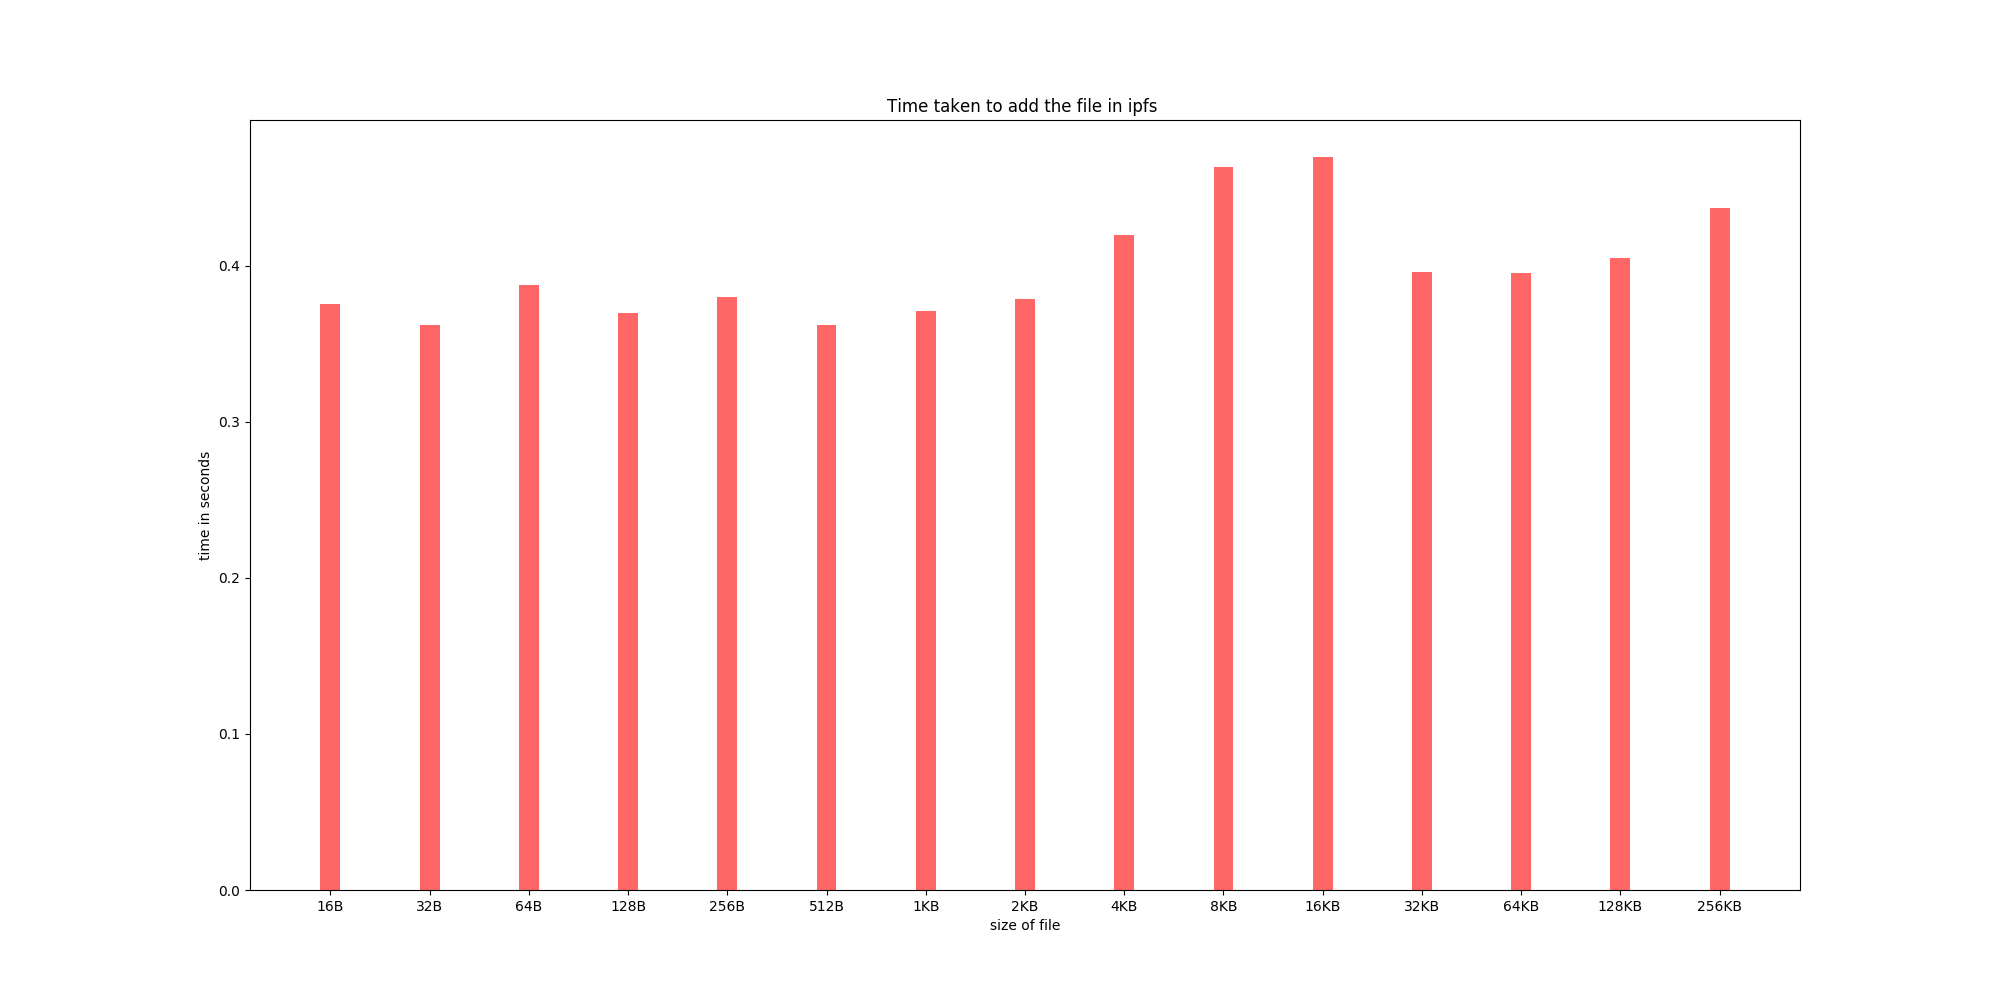 Time taken to add the file in ipfs
time in seconds
0.4
0.3
0.2
0.1
0.0
16B 32B 64B 128B 256B 512B 1KB 2KB 4KB 8KB 16KB 32KB 64KB 128KB 256KB
size of file